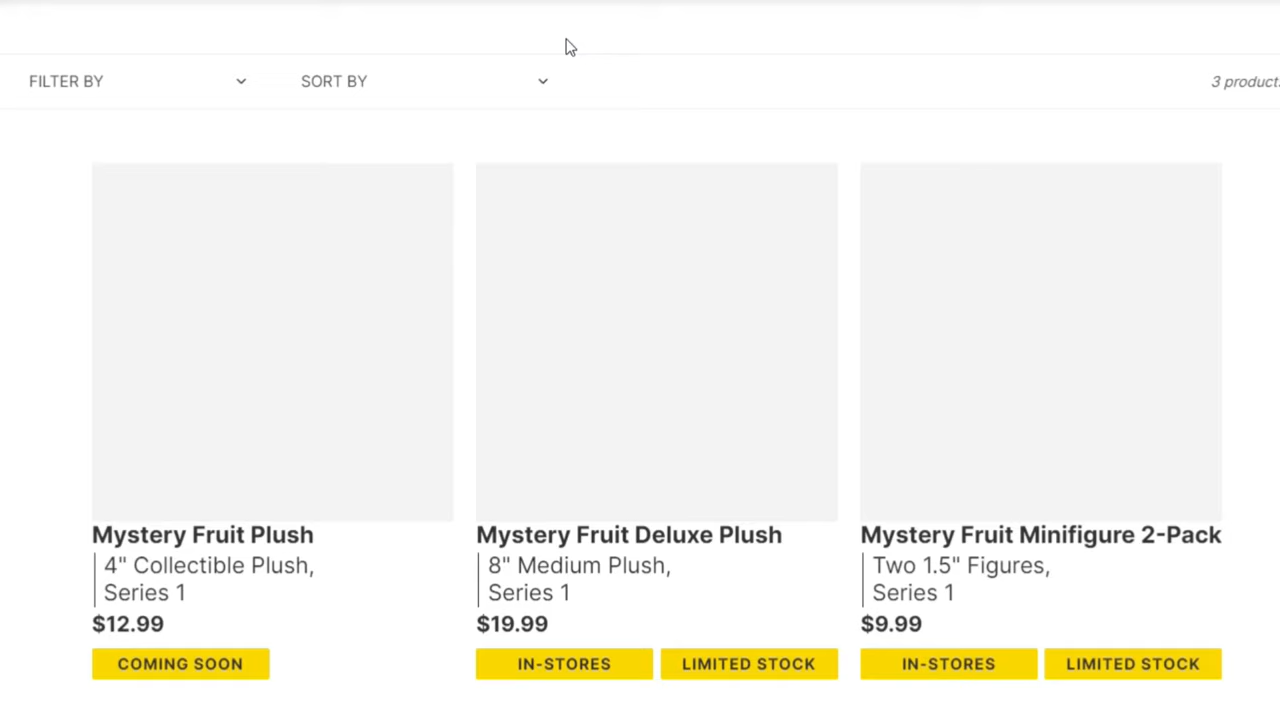 FILTER BY
SORT BY
3 product
Mystery Fruit Plush
4" Collectible Plush,
Series 1
$12.99
COMING SOON
Mystery Fruit Deluxe Plush
8" Medium Plush,
Series 1
$19.99
IN-STORES
LIMITED STOCK
Mystery Fruit Minifigure 2-Pack
Two 1.5" Figures,
Series 1
$9.99
IN-STORES
LIMITED STOCK